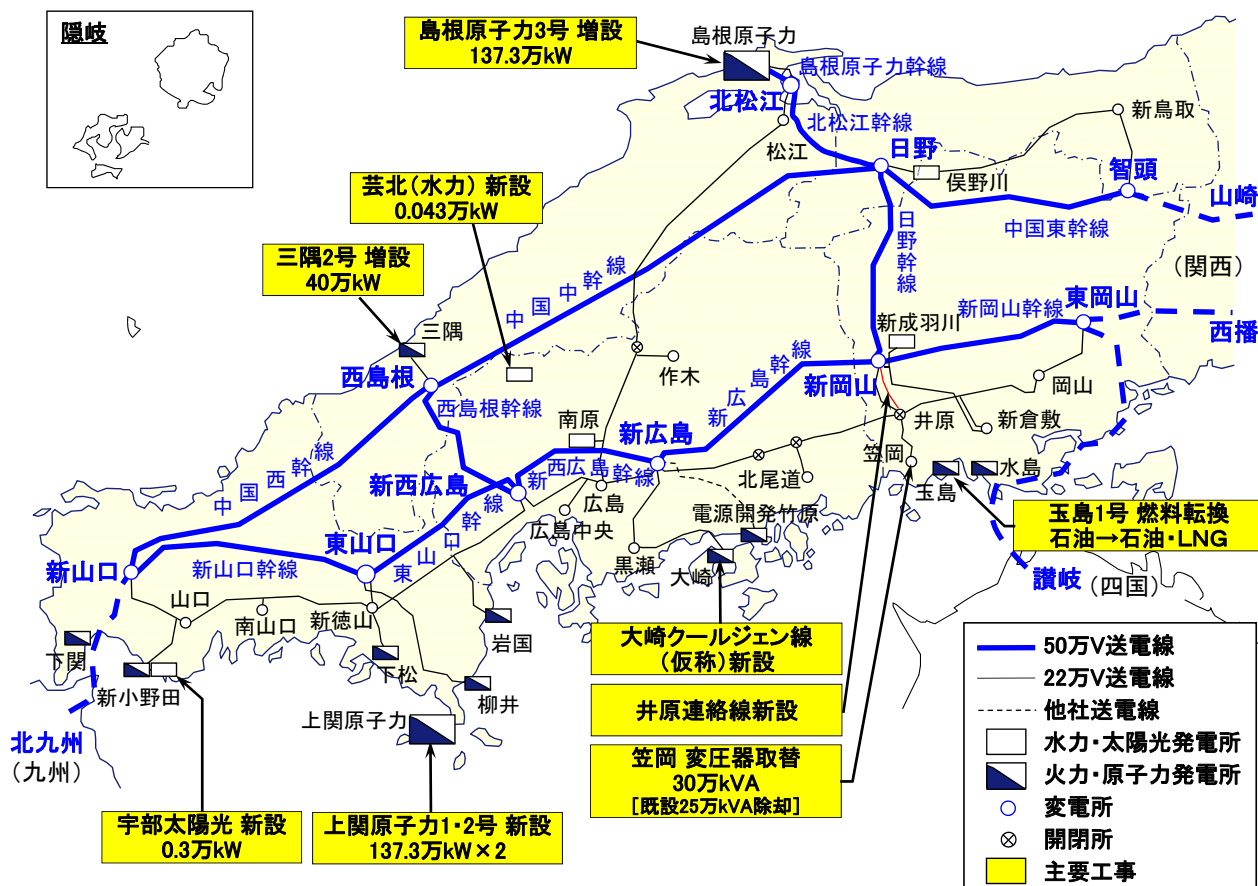 隠岐
島根原子力3号 増設
137.3万kW
島根原子力
島根原子力幹線
北松江
北松江幹線
松江
日野
俣野川
新鳥取
智頭
山崎
中国東幹線
(関西)
芸北(水力) 新設
0.043万kW
三隅2号 増設
40万kW
中国中幹線
日野幹線
新岡山幹線
東岡山
西播
新成羽川
三隅
西島根
西島根幹線
作木
新広島幹線
新岡山
岡山
井原
新倉敷
南原
新広島
笠岡
中国西幹線
新西広島
新西広島幹線
広島
北尾道
玉島
水島
広島中央
電源開発竹原
玉島1号 燃料転換
石油→石油・LNG
東山口
東山口幹線
黒瀬
大崎
新山口
新山口幹線
讃岐
(四国)
山口
南山口
新徳山
岩国
下関
新小野田
下松
柳井
上関原子力
大崎クールジェン線
(仮称)新設
井原連絡線新設
笠岡 変圧器取替
30万kVA
[既設25万kVA除却]
北九州
(九州)
宇部太陽光 新設
0.3万kW
上関原子力1・2号 新設
137.3万kW×2
50万V送電線
22万V送電線
他社送電線
水力・太陽光発電所
火力・原子力発電所
変電所
開閉所
主要工事